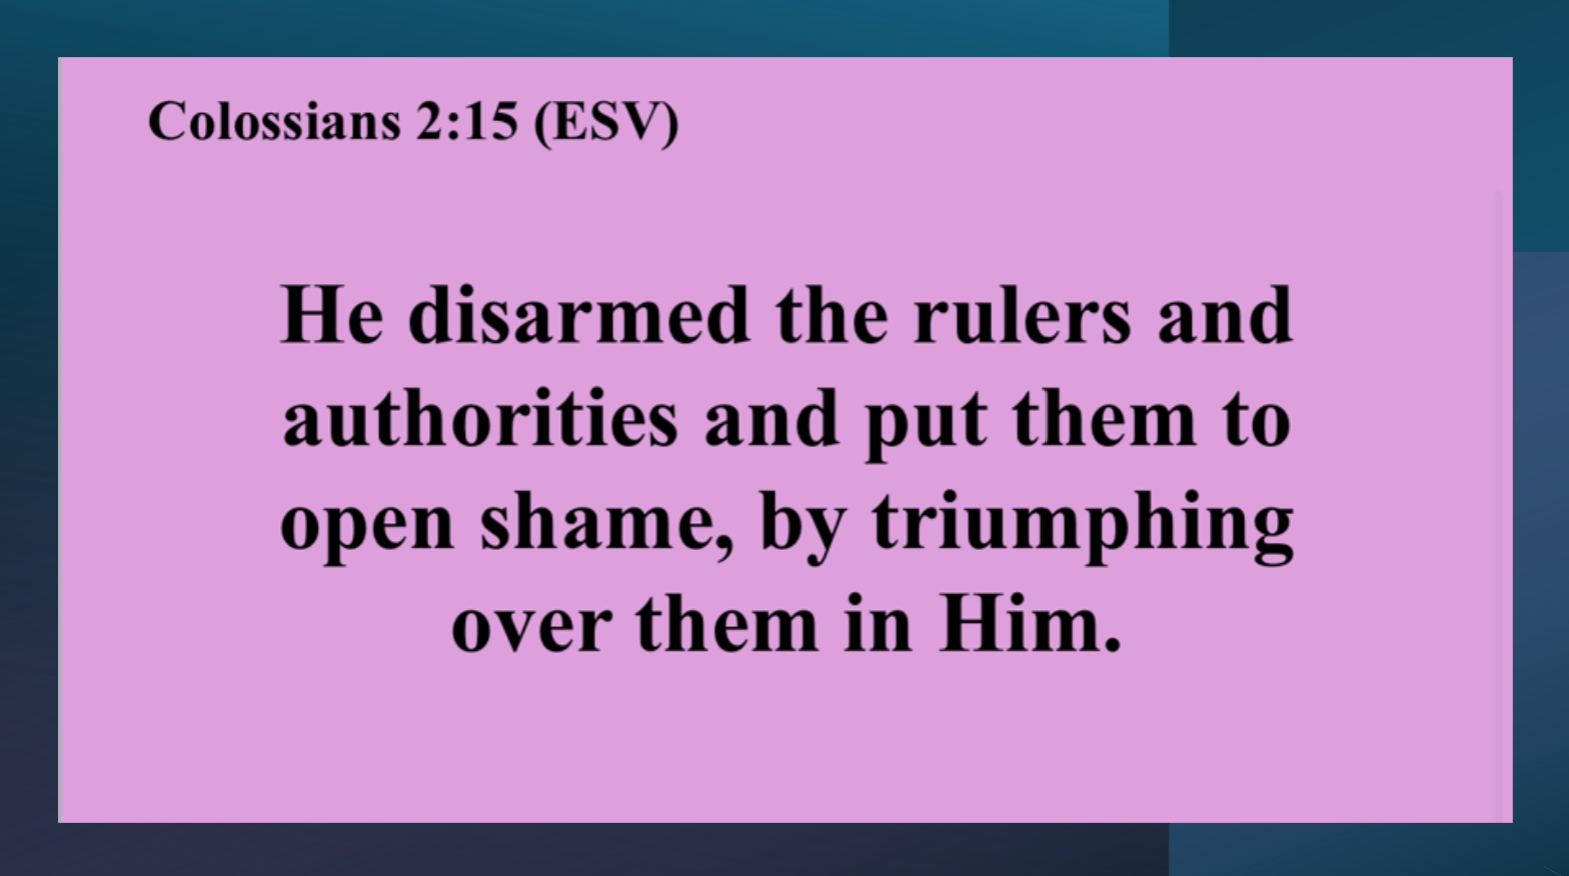 Colossians 2:15 (ESV)
He disarmed the rulers and
authorities and put them to
open shame, by triumphing
over them in Him.